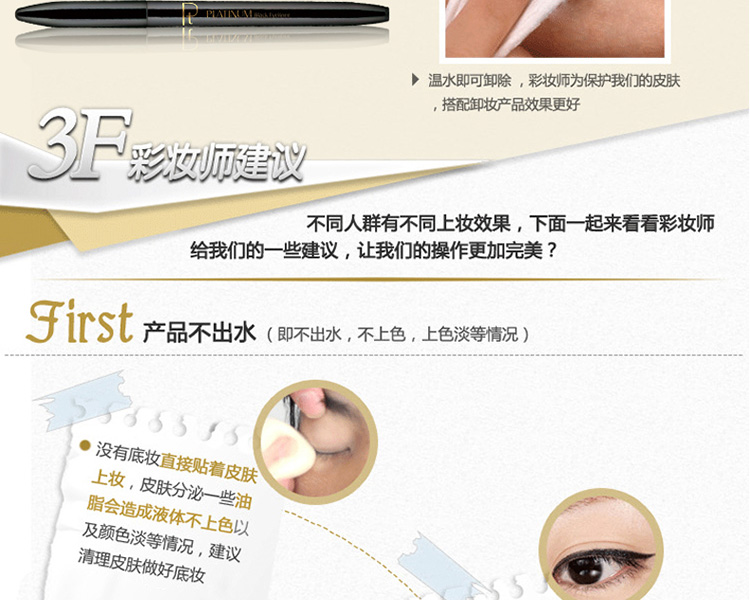 PLATINUM Black Eyeliner
温水即可卸除，彩妆师为保护我们的皮肤
，搭配卸妆产品效果更好
3F 彩妆师建议
不同人群有不同上妆效果，下面一起来看看彩妆师
给我们的一些建议，让我们的操作更加完美？
First 产品不出水（即不出水，不上色，上色淡等情况）
没有底妆直接贴着皮肤
上妆，皮肤分泌一些油
脂会造成液体不上色以
及颜色淡等情况，建议
清理皮肤做好底妆